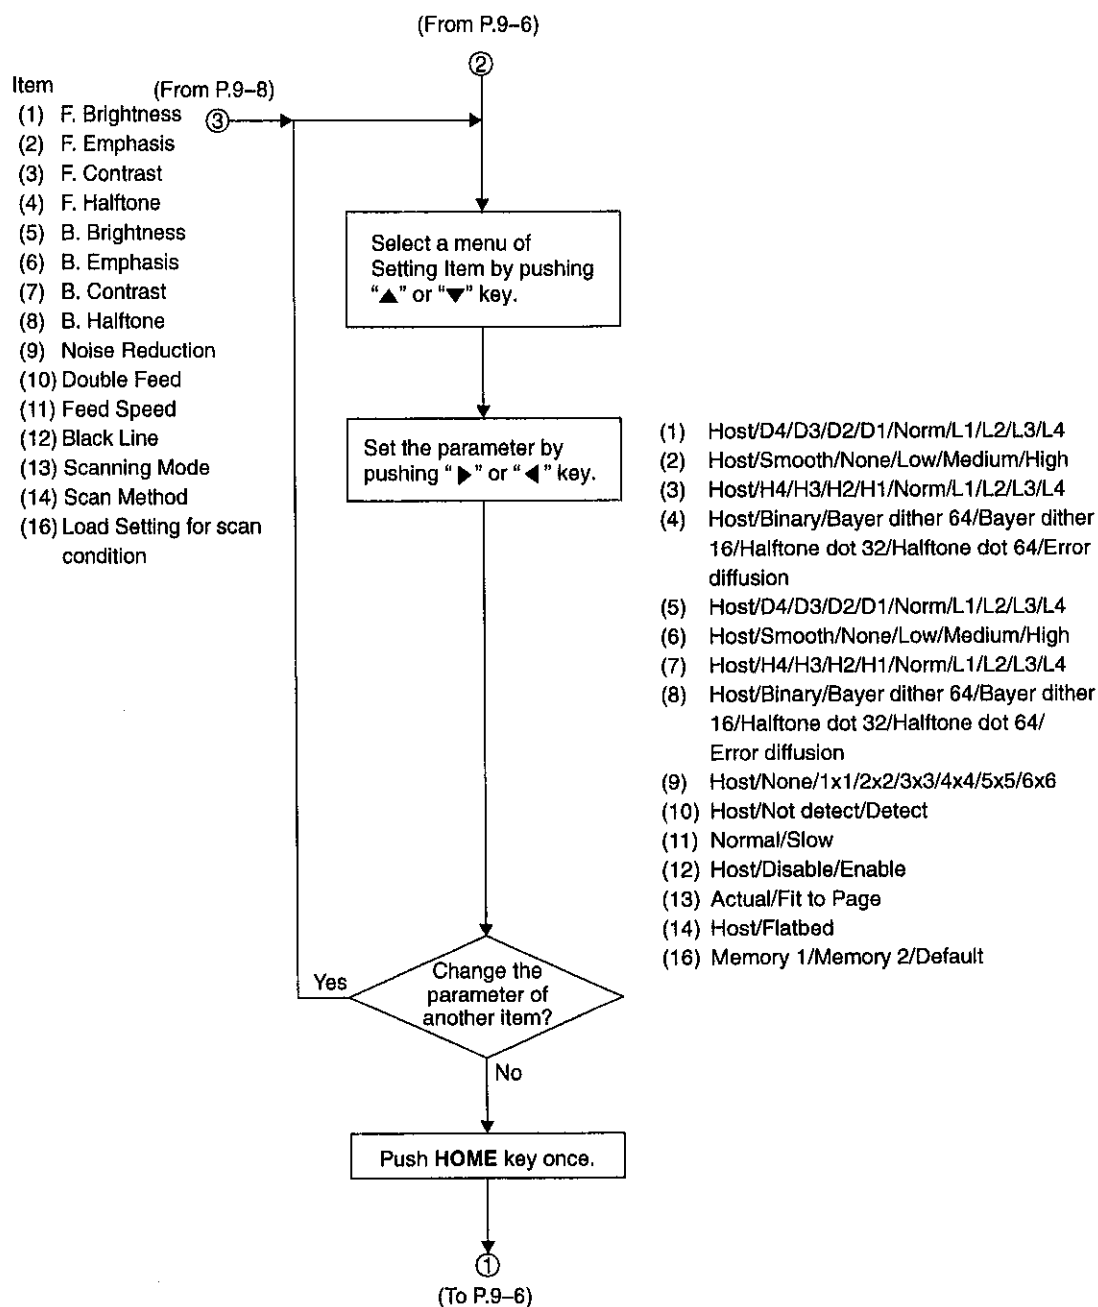 (From P.9–6)
②
Item
(From P.9–8)
③
(1) F. Brightness
(2) F. Emphasis
(3) F. Contrast
(4) F. Halftone
(5) B. Brightness
(6) B. Emphasis
(7) B. Contrast
(8) B. Halftone
(9) Noise Reduction
(10) Double Feed
(11) Feed Speed
(12) Black Line
(13) Scanning Mode
(14) Scan Method
(16) Load Setting for scan
condition
Select a menu of
Setting Item by pushing
“▲” or “▼” key.
Set the parameter by
pushing “▶” or “◀” key.
(1) Host/D4/D3/D2/D1/Norm/L1/L2/L3/L4
(2) Host/Smooth/None/Low/Medium/High
(3) Host/H4/H3/H2/H1/Norm/L1/L2/L3/L4
(4) Host/Binary/Bayer dither 64/Bayer dither
16/Halftone dot 32/Halftone dot 64/Error
diffusion
(5) Host/D4/D3/D2/D1/Norm/L1/L2/L3/L4
(6) Host/Smooth/None/Low/Medium/High
(7) Host/H4/H3/H2/H1/Norm/L1/L2/L3/L4
(8) Host/Binary/Bayer dither 64/Bayer dither
16/Halftone dot 32/Halftone dot 64/
Error diffusion
(9) Host/None/1x1/2x2/3x3/4x4/5x5/6x6
(10) Host/Not detect/Detect
(11) Normal/Slow
(12) Host/Disable/Enable
(13) Actual/Fit to Page
(14) Host/Flatbed
(16) Memory 1/Memory 2/Default
Change the
parameter of
another item?
Yes
No
Push HOME key once.
①
(To P.9–6)